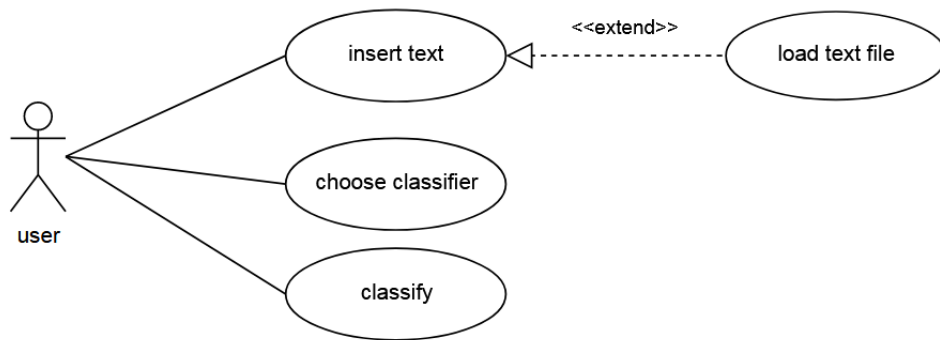 <<extend>>
insert text
load text file
choose classifier
user
classify